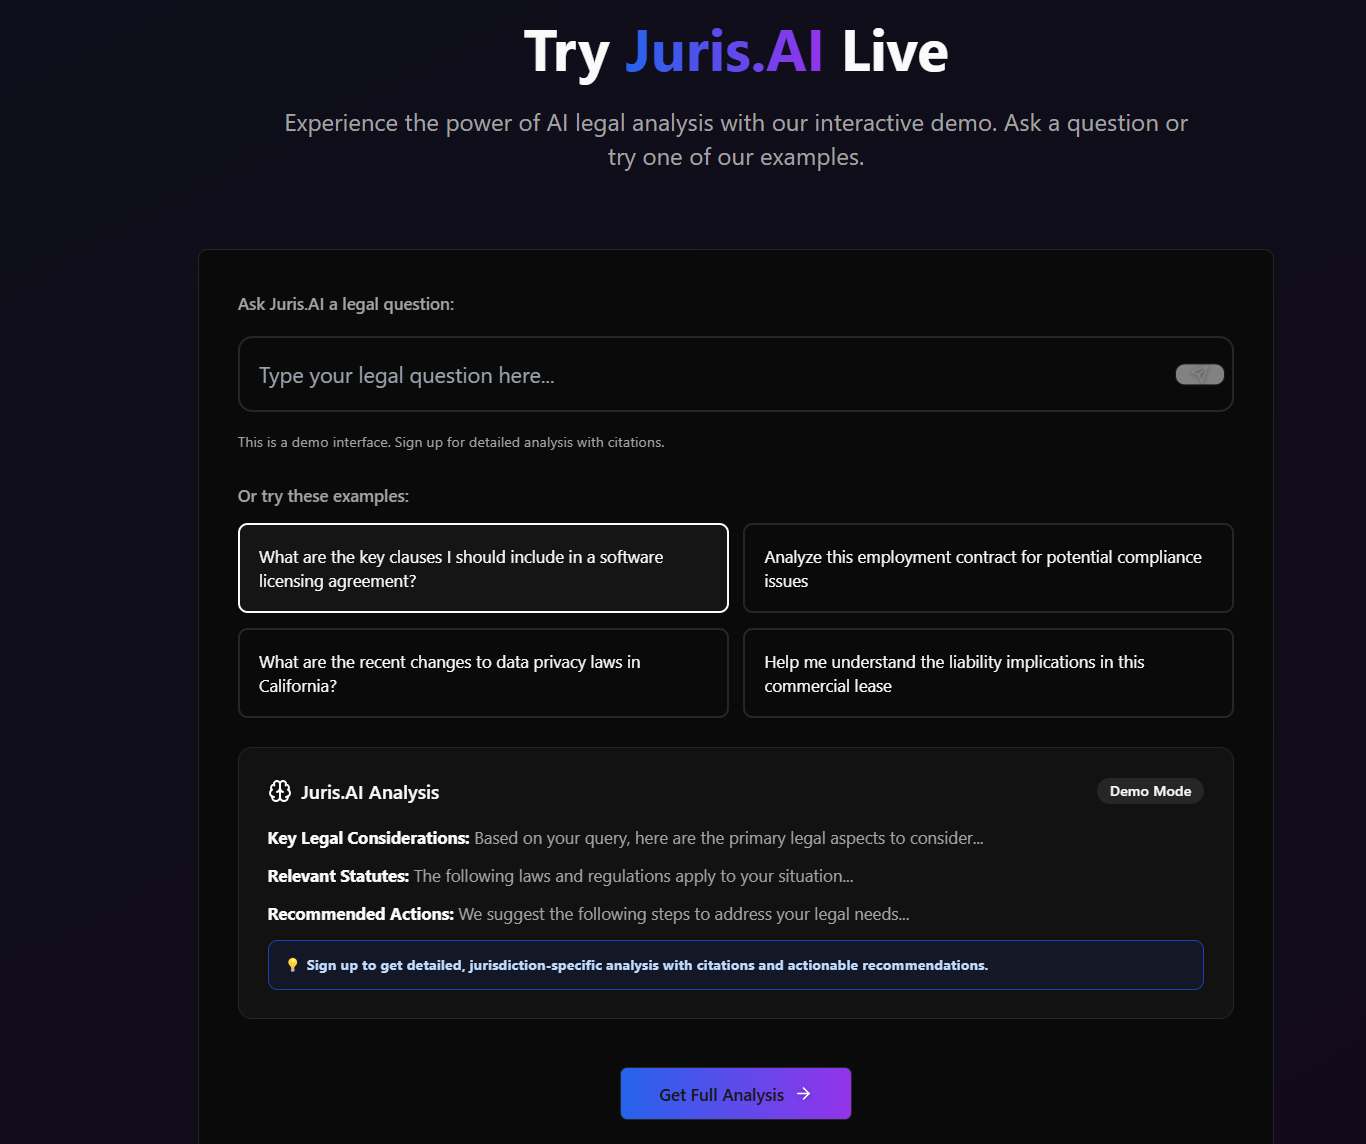 Try Juris.AI Live
Experience the power of AI legal analysis with our interactive demo. Ask a question or
try one of our examples.
Ask Juris.AI a legal question:
Type your legal question here...
This is a demo interface. Sign up for detailed analysis with citations.
Or try these examples:
What are the key clauses I should include in a software
licensing agreement?
Analyze this employment contract for potential compliance
issues
What are the recent changes to data privacy laws in
California?
Help me understand the liability implications in this
commercial lease
Juris.AI Analysis
Demo Mode
Key Legal Considerations: Based on your query, here are the primary legal aspects to consider...
Relevant Statutes: The following laws and regulations apply to your situation...
Recommended Actions: We suggest the following steps to address your legal needs...
💡 Sign up to get detailed, jurisdiction-specific analysis with citations and actionable recommendations.
Get Full Analysis →